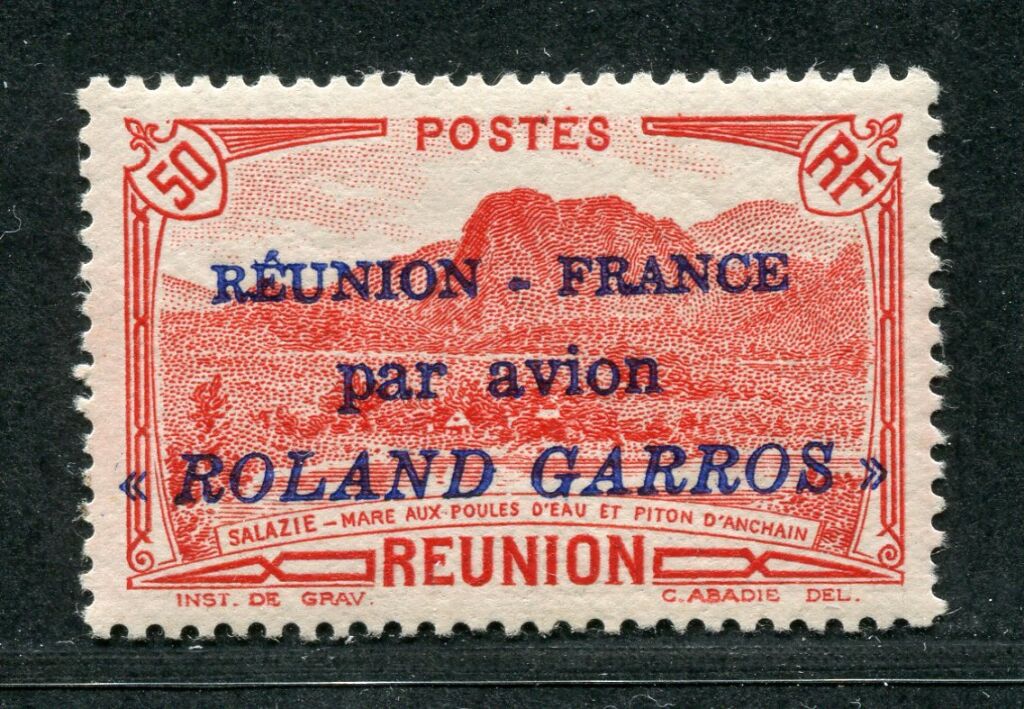 POSTES
50
RF
RÉUNION - FRANCE
par avion
« ROLAND GARROS »
SALAZIE – MARE AUX POULES D'EAU ET PITON D'ANCHAIN
REUNION
INST. DE GRAV.
C. ABADIE DEL.